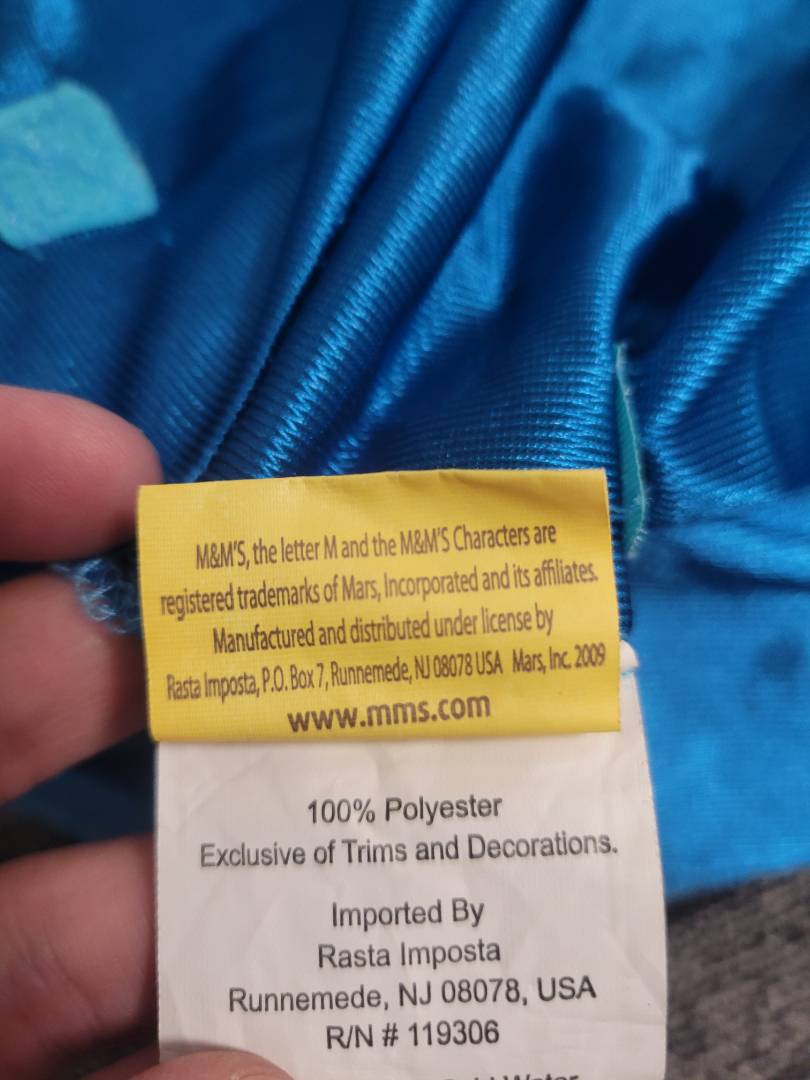 M&M'S, the letter M and the M&M'S Characters are
registered trademarks of Mars, Incorporated and its affiliates.
Manufactured and distributed under license by
Rasta Imposta, P.O. Box 7, Runnemede, NJ 08078 USA Mars, Inc. 2009
www.mms.com
100% Polyester
Exclusive of Trims and Decorations.
Imported By
Rasta Imposta
Runnemede, NJ 08078, USA
R/N # 119306
Water